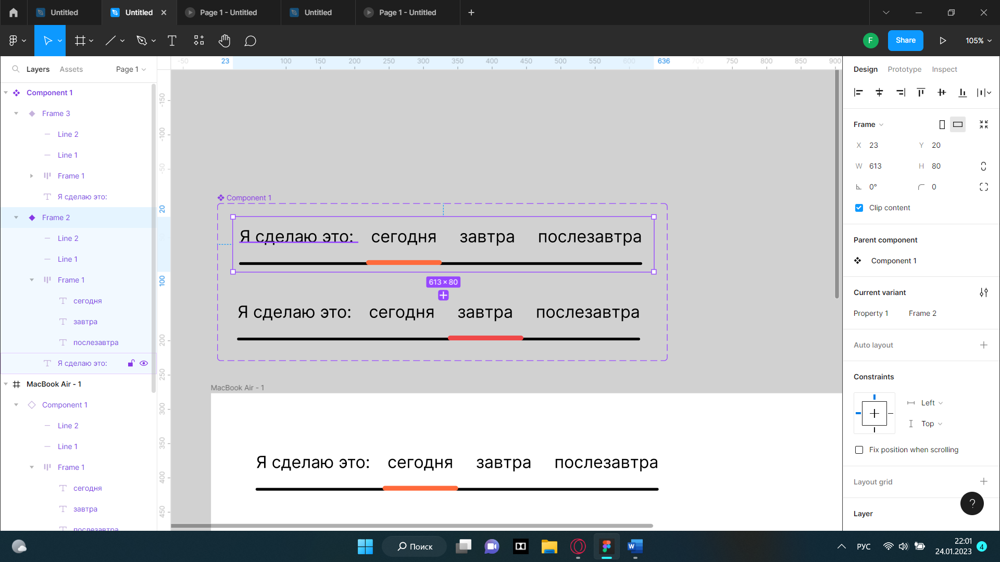 Untitled
Untitled
Page 1 - Untitled
Untitled
Page 1 - Untitled
F
Share
105%
Layers
Assets
Page 1
Component 1
Frame 3
Line 2
Line 1
Frame 1
Я сделаю это:
Frame 2
Line 2
Line 1
Frame 1
сегодня
завтра
послезавтра
Я сделаю это:
MacBook Air - 1
Component 1
Line 2
Line 1
Frame 1
сегодня
завтра
послезавтра
-50 23 100 150 200 250 300 350 400 450 500 550 600 636 700 750 800 850 900
-150
-100
-50
20
100
200
250
300
350
400
450
Component 1
Я сделаю это: сегодня завтра послезавтра
613 × 80
Я сделаю это: сегодня завтра послезавтра
MacBook Air - 1
Я сделаю это: сегодня завтра послезавтра
Design
Prototype
Inspect
Frame
X 23 Y 20
W 613 H 80
0° 0
Clip content
Parent component
Component 1
Current variant
Property 1 Frame 2
Auto layout
Constraints
Left
Top
Fix position when scrolling
Layout grid
?
Layer
Поиск
W
РУС
22:01
24.01.2023
4